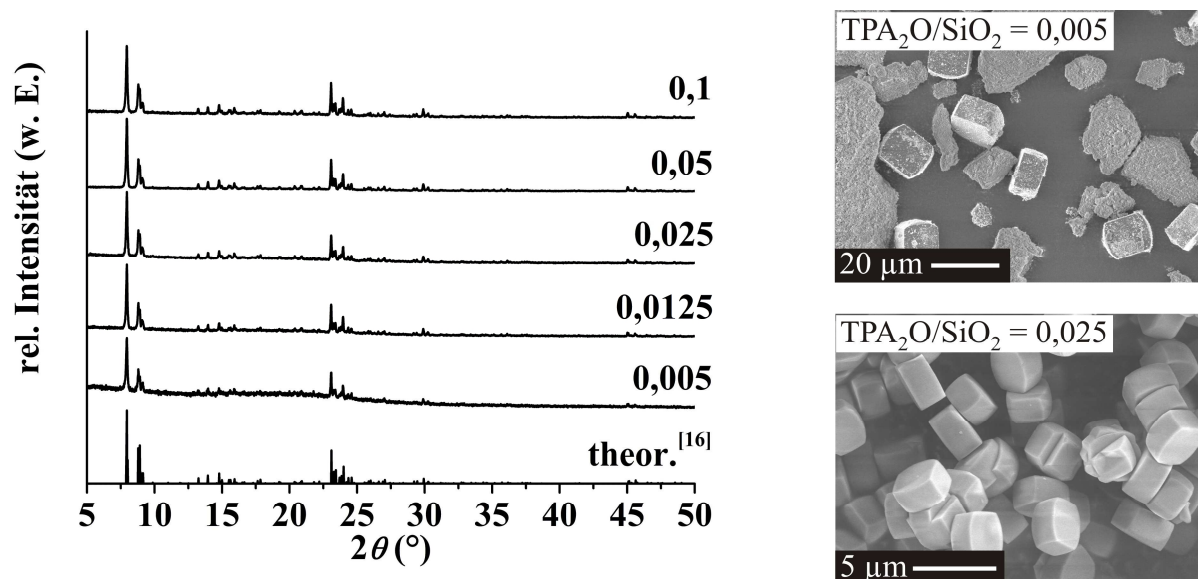 rel. Intensität (w. E.)
0,1
0,05
0,025
0,0125
0,005
theor.[16]
5 10 15 20 25 30 35 40 45 50
2θ (°)
TPA2O/SiO2 = 0,005
20 µm
TPA2O/SiO2 = 0,025
5 µm